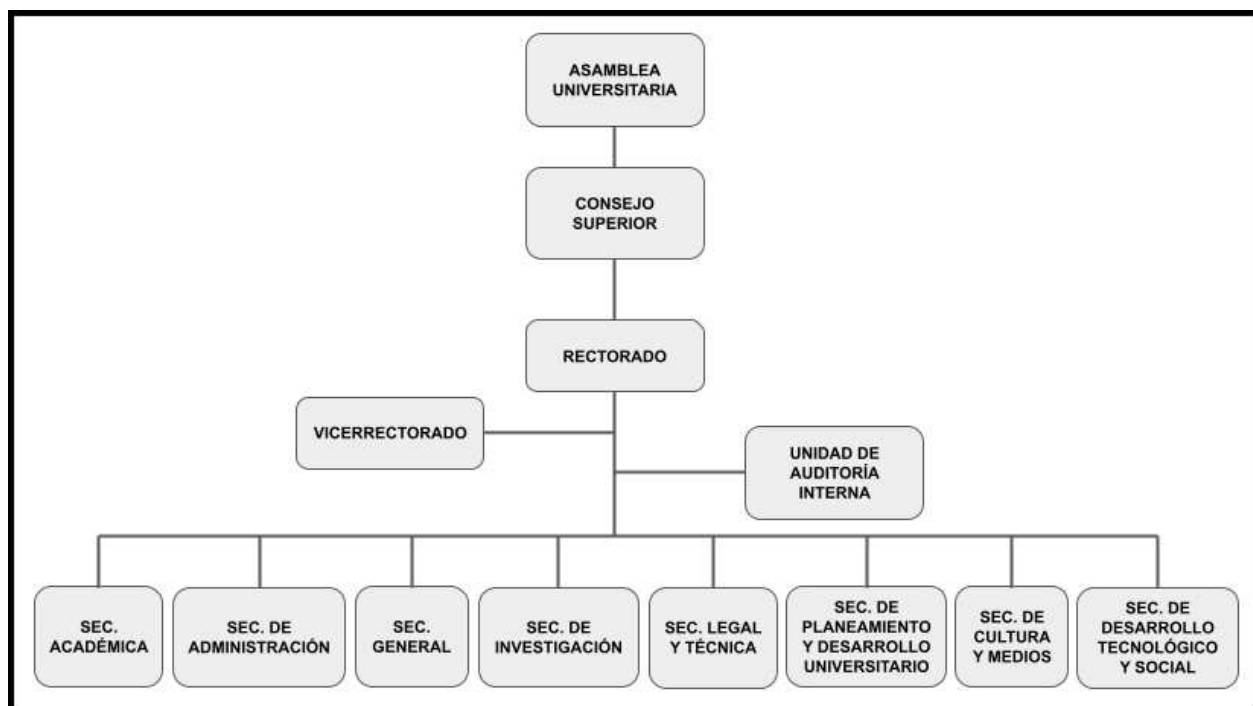 ASAMBLEA
UNIVERSITARIA
CONSEJO
SUPERIOR
RECTORADO
VICERRECTORADO
UNIDAD DE
AUDITORÍA
INTERNA
SEC.
ACADÉMICA
SEC. DE
ADMINISTRACIÓN
SEC.
GENERAL
SEC. DE
INVESTIGACIÓN
SEC. LEGAL
Y TÉCNICA
SEC. DE
PLANEAMIENTO
Y DESARROLLO
UNIVERSITARIO
SEC. DE
CULTURA
Y MEDIOS
SEC. DE
DESARROLLO
TECNOLÓGICO
Y SOCIAL